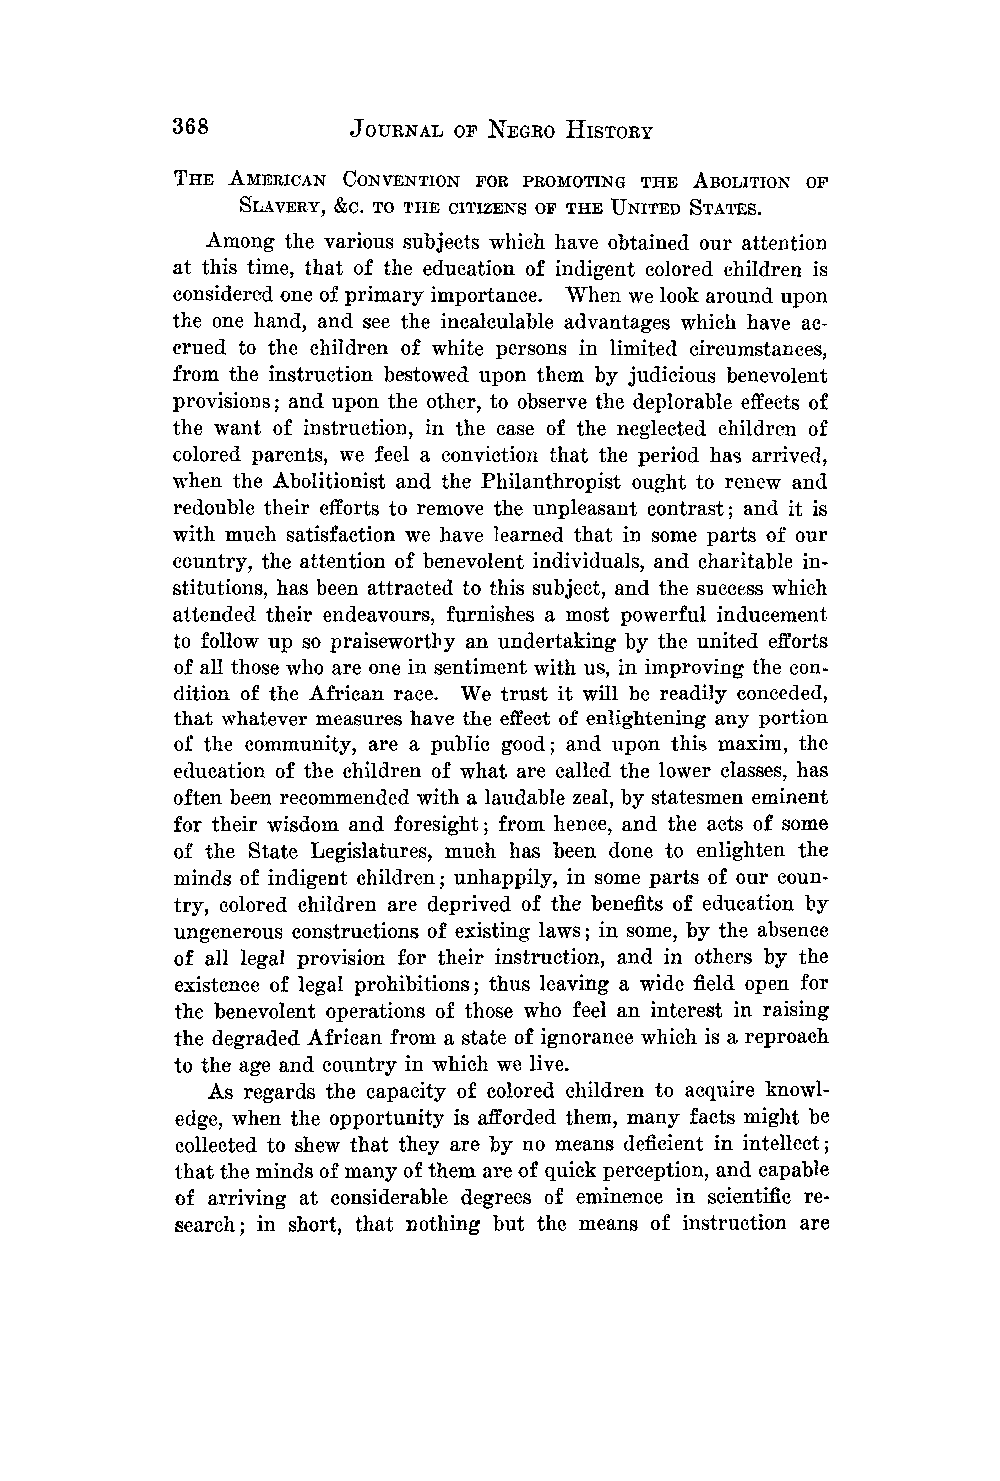 368 JOURNAL OF NEGRO HISTORY
THE AMERICAN CONVENTION FOR PROMOTING THE ABOLITION OF
SLAVERY, &C. TO THE CITIZENS OF THE UNITED STATES.
Among the various subjects which have obtained our attention
at this time, that of the education of indigent colored children is
considered one of primary importance. When we look around upon
the one hand, and see the incalculable advantages which have ac-
crued to the children of white persons in limited circumstances,
from the instruction bestowed upon them by judicious benevolent
provisions; and upon the other, to observe the deplorable effects of
the want of instruction, in the case of the neglected children of
colored parents, we feel a conviction that the period has arrived,
when the Abolitionist and the Philanthropist ought to renew and
redouble their efforts to remove the unpleasant contrast; and it is
with much satisfaction we have learned that in some parts of our
country, the attention of benevolent individuals, and charitable in-
stitutions, has been attracted to this subject, and the success which
attended their endeavours, furnishes a most powerful inducement
to follow up so praiseworthy an undertaking by the united efforts
of all those who are one in sentiment with us, in improving the con-
dition of the African race. We trust it will be readily conceded,
that whatever measures have the effect of enlightening any portion
of the community, are a public good; and upon this maxim, the
education of the children of what are called the lower classes, has
often been recommended with a laudable zeal, by statesmen eminent
for their wisdom and foresight; from hence, and the acts of some
of the State Legislatures, much has been done to enlighten the
minds of indigent children; unhappily, in some parts of our coun-
try, colored children are deprived of the benefits of education by
ungenerous constructions of existing laws; in some, by the absence
of all legal provision for their instruction, and in others by the
existence of legal prohibitions; thus leaving a wide field open for
the benevolent operations of those who feel an interest in raising
the degraded African from a state of ignorance which is a reproach
to the age and country in which we live.
As regards the capacity of colored children to acquire knowl-
edge, when the opportunity is afforded them, many facts might be
collected to shew that they are by no means deficient in intellect;
that the minds of many of them are of quick perception, and capable
of arriving at considerable degrees of eminence in scientific re-
search; in short, that nothing but the means of instruction are